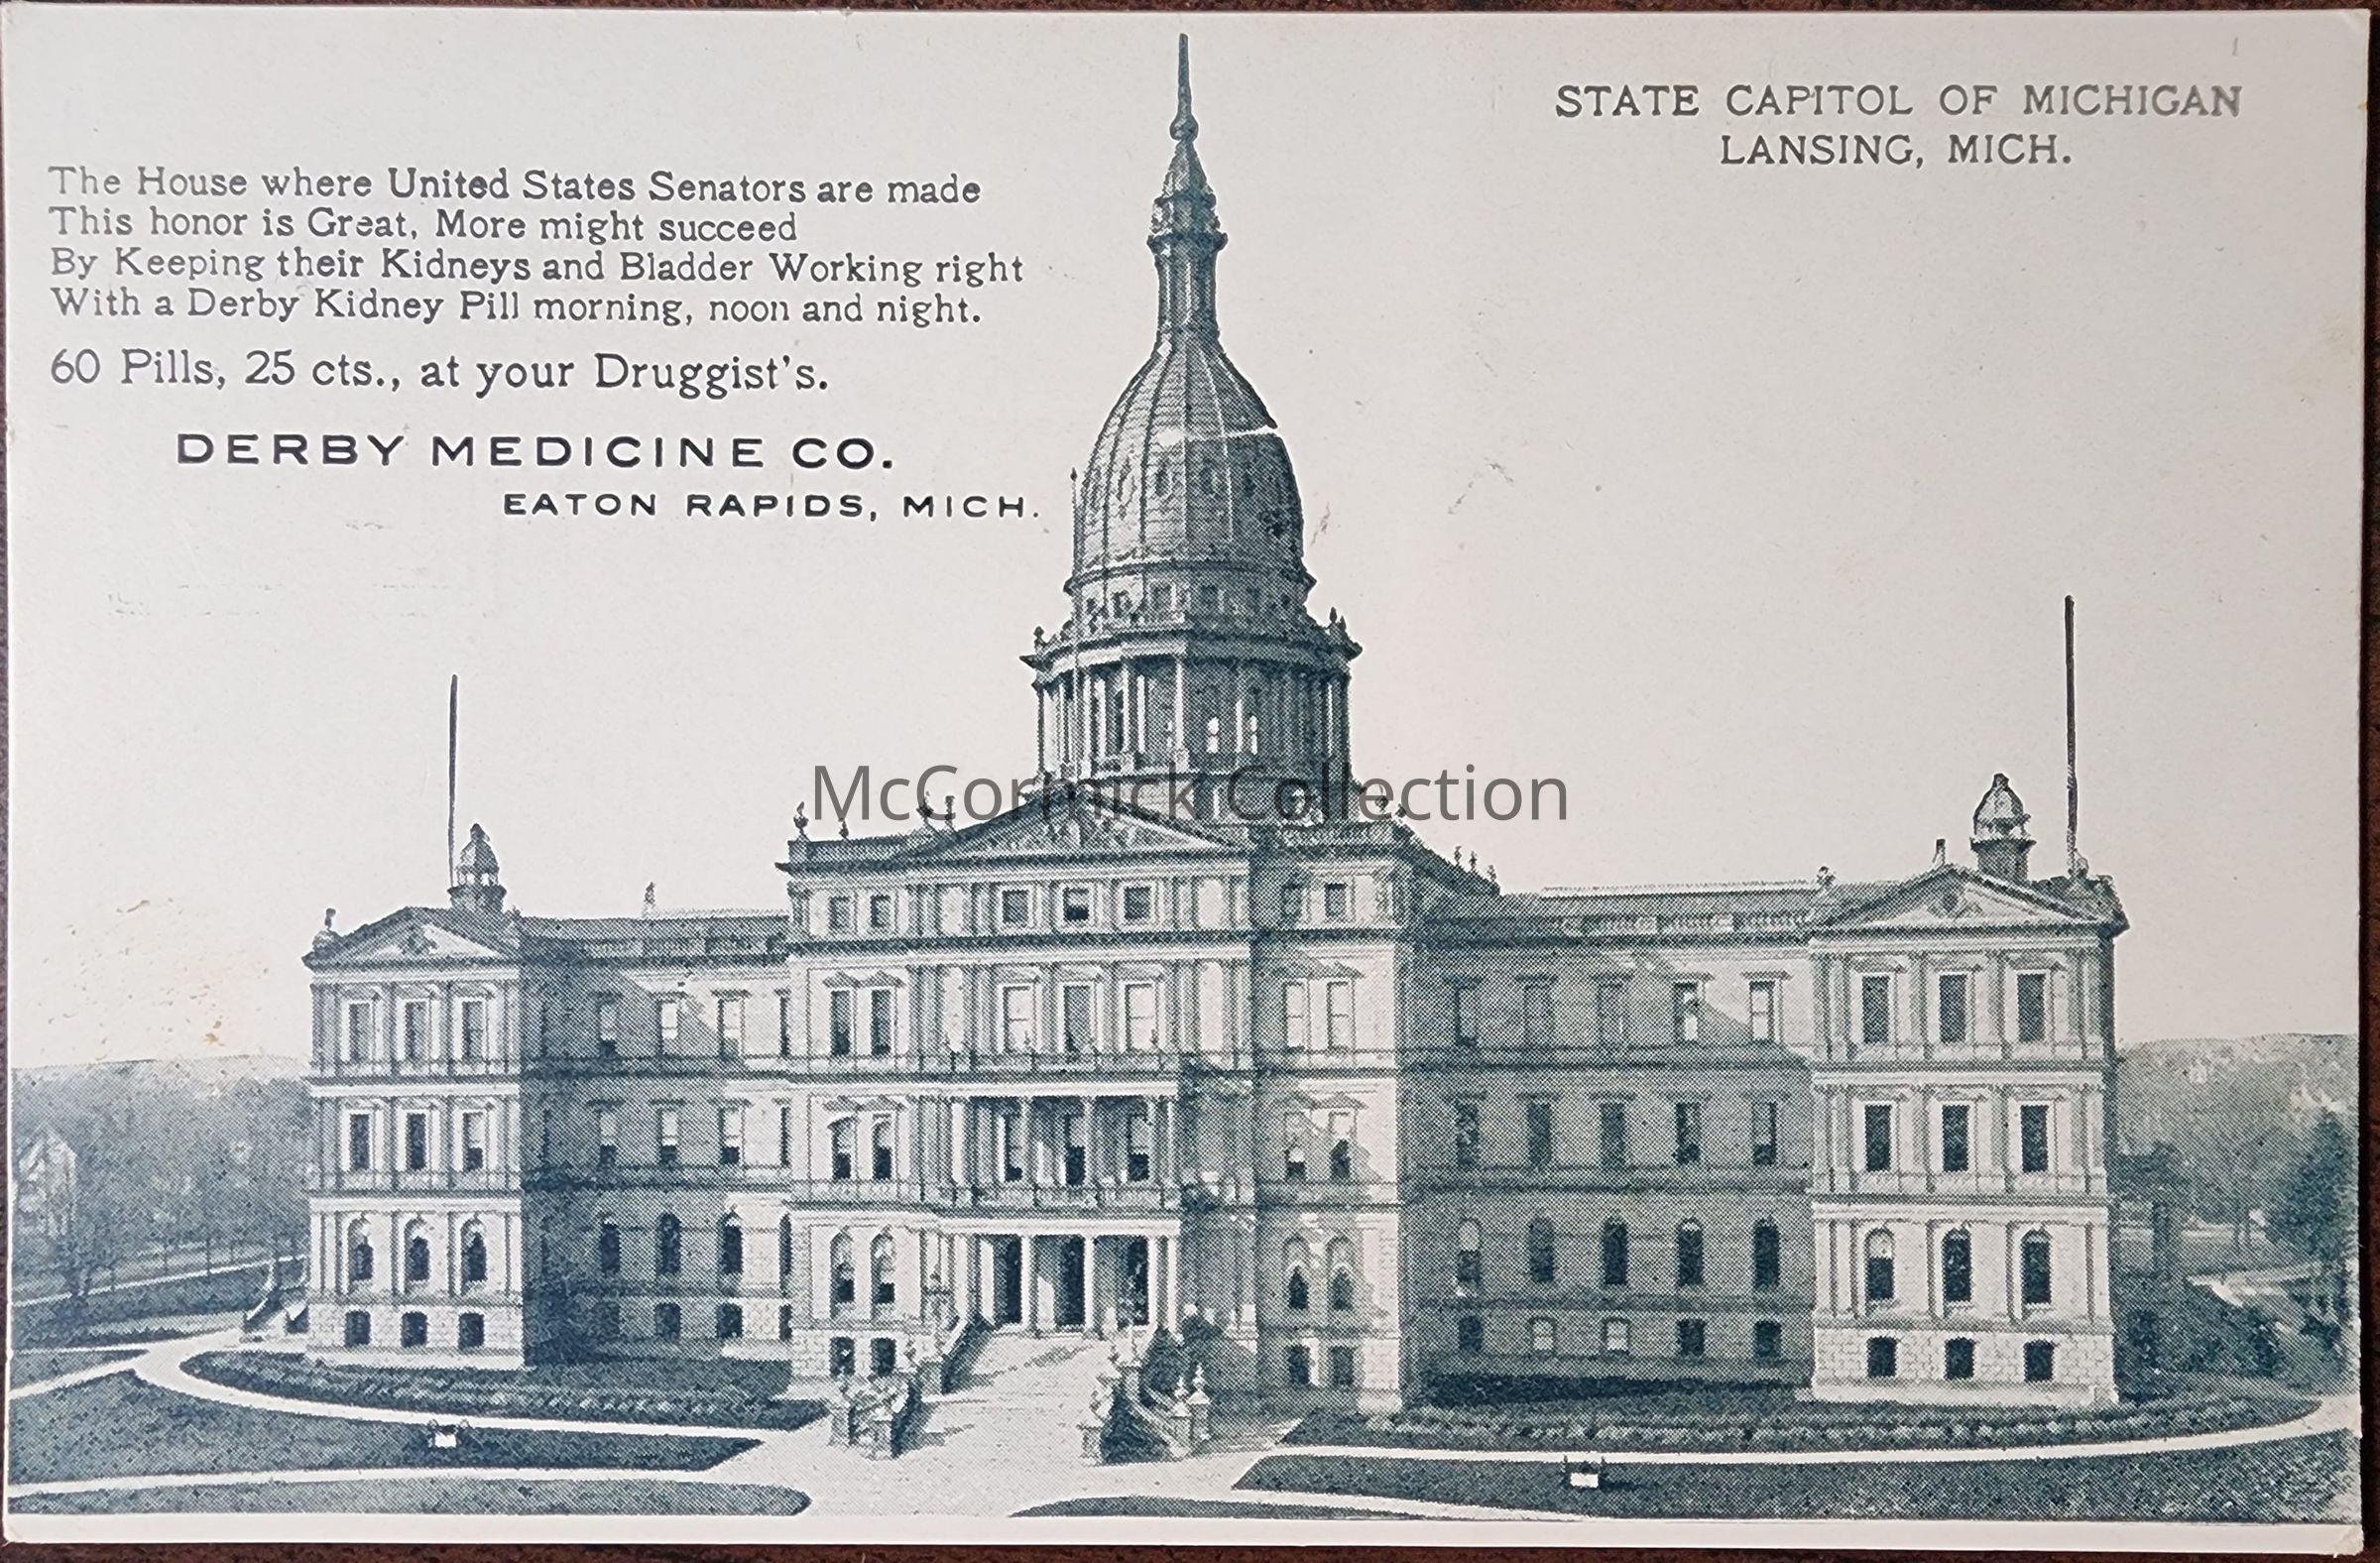 The House where United States Senators are made
This honor is Great, More might succeed
By Keeping their Kidneys and Bladder Working right
With a Derby Kidney Pill morning, noon and night.
60 Pills, 25 cts., at your Druggist's.
DERBY MEDICINE CO.
EATON RAPIDS, MICH.
STATE CAPITOL OF MICHIGAN
LANSING, MICH.
McCormick Collection